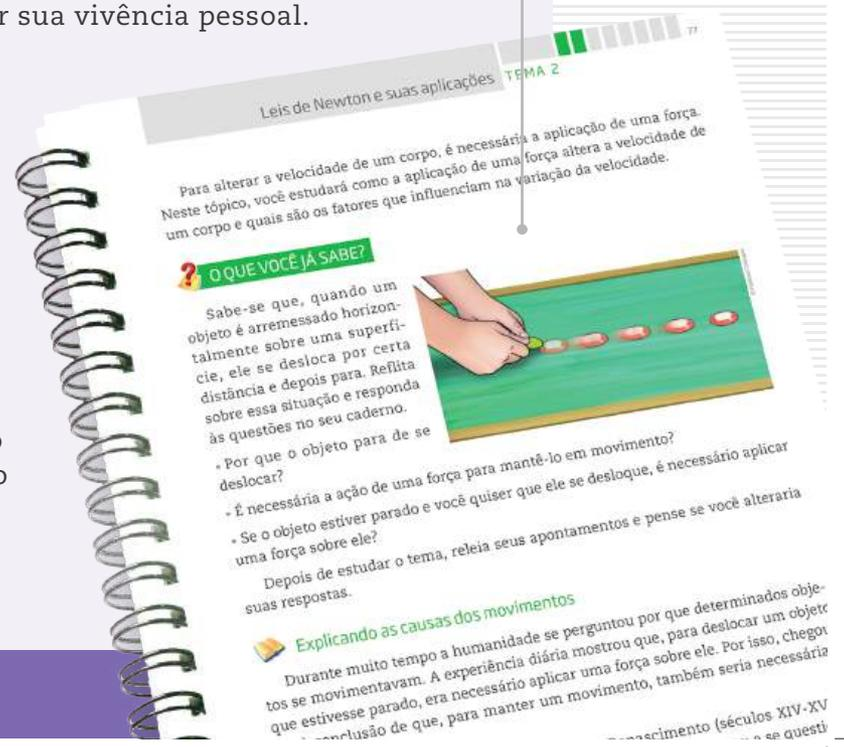 r sua vivência pessoal.
77
Leis de Newton e suas aplicações TEMA 2
Para alterar a velocidade de um corpo, é necessária a aplicação de uma força.
Neste tópico, você estudará como a aplicação de uma força altera a velocidade de
um corpo e quais são os fatores que influenciam na variação da velocidade.
? O QUE VOCÊ JÁ SABE?
Sabe-se que, quando um
objeto é arremessado horizon-
talmente sobre uma superfí-
cie, ele se desloca por certa
distância e depois para. Reflita
sobre essa situação e responda
às questões no seu caderno.
• Por que o objeto para de se
deslocar?
• É necessária a ação de uma força para mantê-lo em movimento?
• Se o objeto estiver parado e você quiser que ele se desloque, é necessário aplicar
uma força sobre ele?
Depois de estudar o tema, releia seus apontamentos e pense se você alteraria
suas respostas.
Explicando as causas dos movimentos
Durante muito tempo a humanidade se perguntou por que determinados obje-
tos se movimentavam. A experiência diária mostrou que, para deslocar um objeto
que estivesse parado, era necessário aplicar uma força sobre ele. Por isso, chegou
conclusão de que, para manter um movimento, também seria necessária
(séculos XIV-XV
o
o